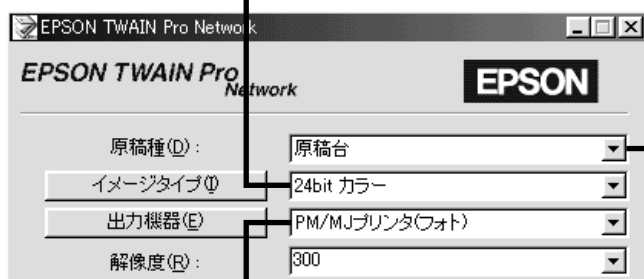 EPSON TWAIN Pro Network
EPSON TWAIN Pro
Network
EPSON
原稿種(D):
原稿台
イメージタイプ(I)
24bit カラー
出力機器(E)
PM/MJプリンタ(フォト)
解像度(R):
300